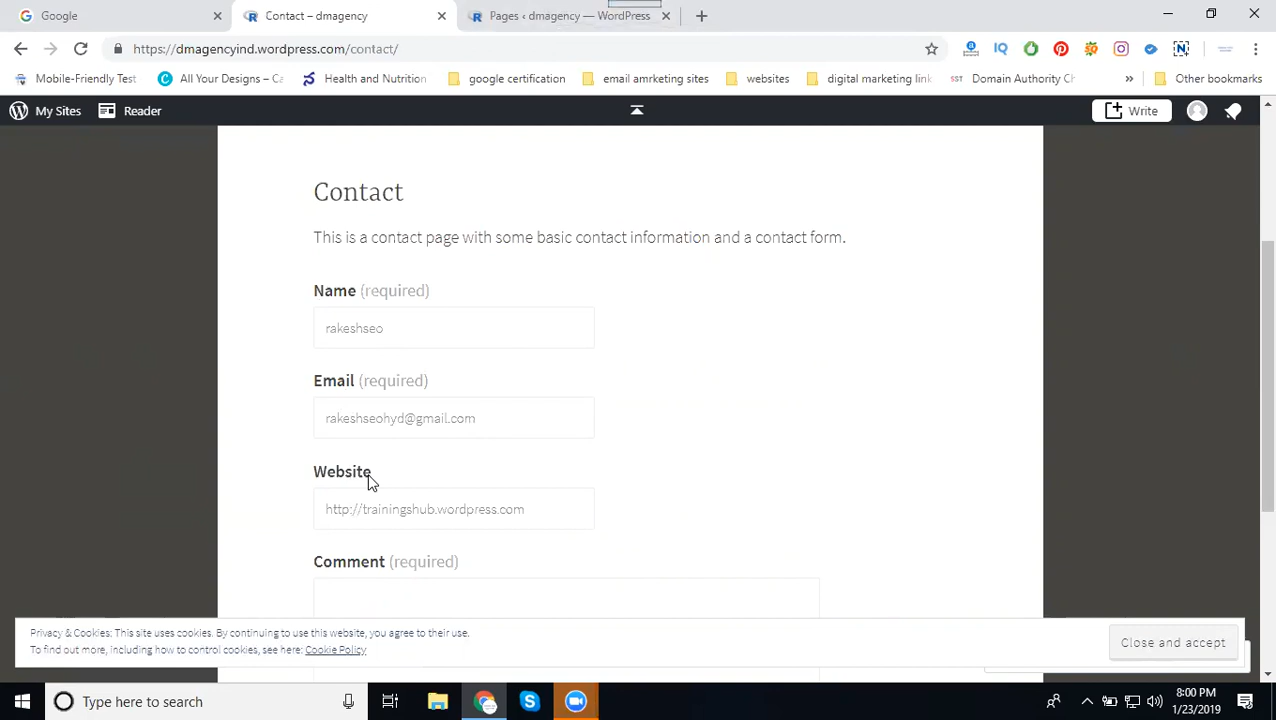 Google
Contact – dmagency
Pages ‹ dmagency — WordPress
https://dmagencyind.wordpress.com/contact/
Mobile-Friendly Test
All Your Designs – Ca
Health and Nutrition
google certification
email amrketing sites
websites
digital marketing link
SST Domain Authority Ch
Other bookmarks
My Sites
Reader
Write
Contact
This is a contact page with some basic contact information and a contact form.
Name (required)
rakeshseo
Email (required)
rakeshseohyd@gmail.com
Website
http://trainingshub.wordpress.com
Comment (required)
Privacy & Cookies: This site uses cookies. By continuing to use this website, you agree to their use.
To find out more, including how to control cookies, see here: Cookie Policy
Close and accept
Type here to search
8:00 PM
1/23/2019